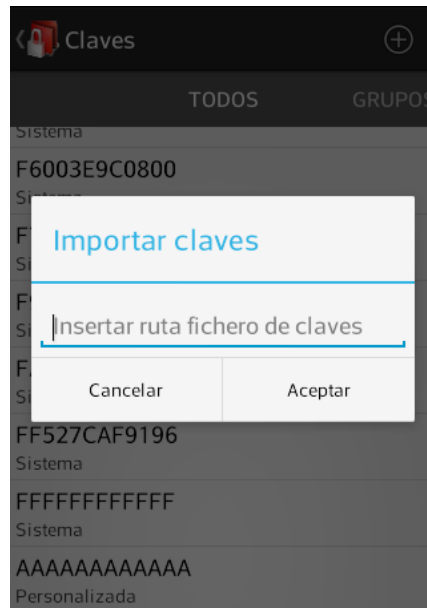 Claves
TODOS GRUPOS
Sistema
F6003E9C0800
Importar claves
Insertar ruta fichero de claves
Cancelar Aceptar
FF527CAF9196
Sistema
FFFFFFFFFFFF
Sistema
AAAAAAAAAAAA
Personalizada